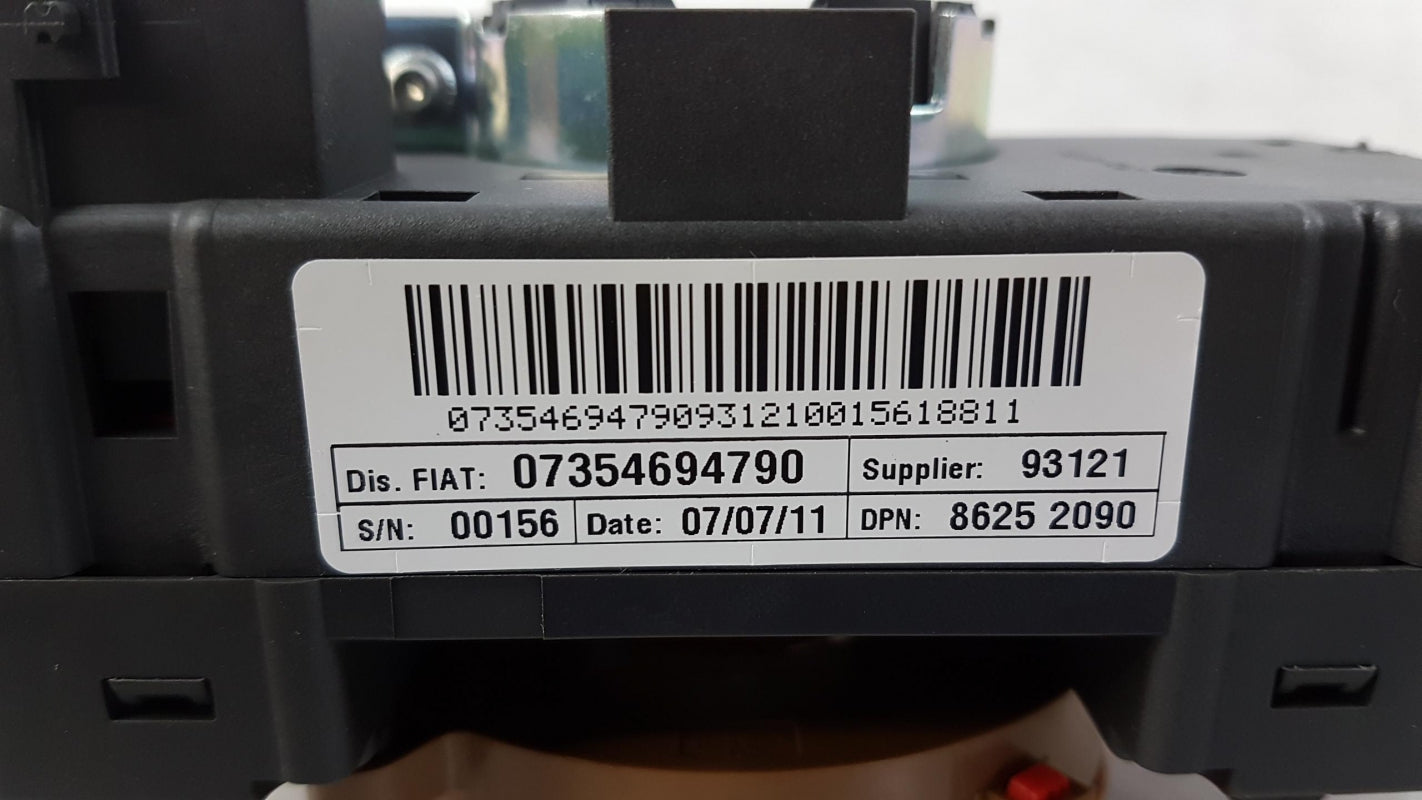 07354694790931210015618811
Dis. FIAT: 07354694790 Supplier: 93121
S/N: 00156 Date: 07/07/11 DPN: 8625 2090